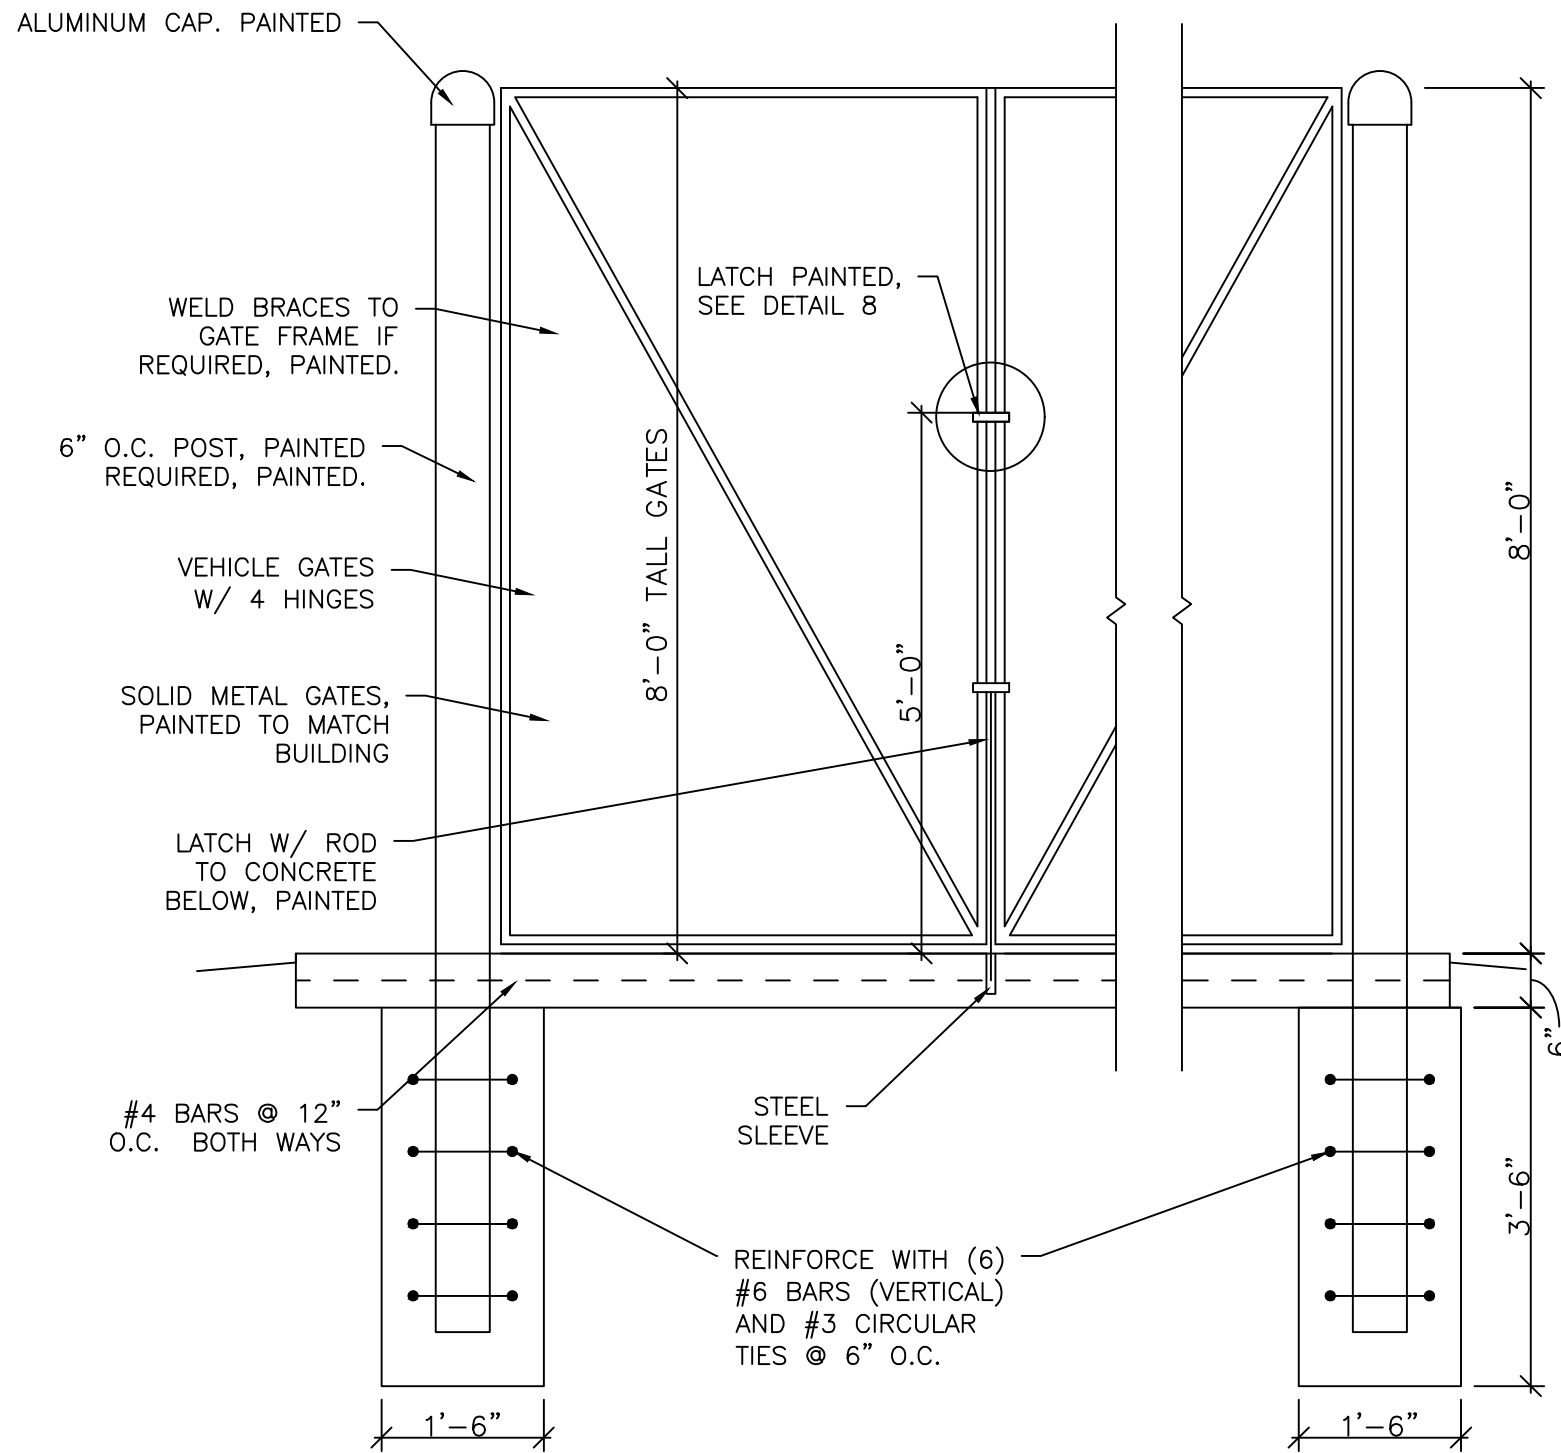 ALUMINUM CAP. PAINTED
LATCH PAINTED,
SEE DETAIL 8
WELD BRACES TO
GATE FRAME IF
REQUIRED, PAINTED.
6" O.C. POST, PAINTED
REQUIRED, PAINTED.
8'-0" TALL GATES
8'-0"
VEHICLE GATES
W/ 4 HINGES
5'-0"
SOLID METAL GATES,
PAINTED TO MATCH
BUILDING
LATCH W/ ROD
TO CONCRETE
BELOW, PAINTED
6"
#4 BARS @ 12"
O.C. BOTH WAYS
STEEL
SLEEVE
3'-6"
REINFORCE WITH (6)
#6 BARS (VERTICAL)
AND #3 CIRCULAR
TIES @ 6" O.C.
1'-6"
1'-6"